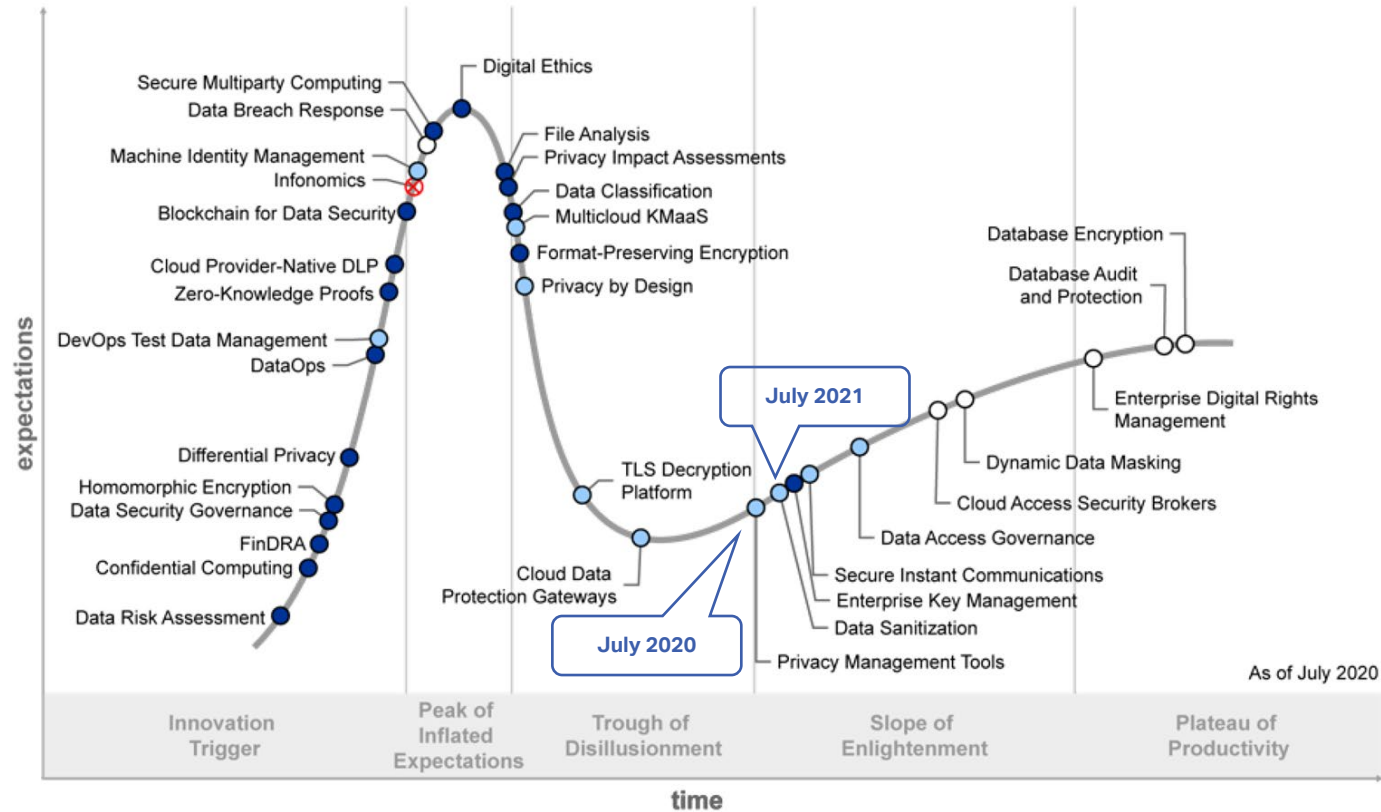 Digital Ethics
Secure Multiparty Computing
Data Breach Response
Machine Identity Management
Infonomics
Blockchain for Data Security
Cloud Provider-Native DLP
Zero-Knowledge Proofs
DevOps Test Data Management
DataOps
Differential Privacy
Homomorphic Encryption
Data Security Governance
FinDRA
Confidential Computing
Data Risk Assessment
File Analysis
Privacy Impact Assessments
Data Classification
Multicloud KMaaS
Format-Preserving Encryption
Privacy by Design
TLS Decryption
Platform
Cloud Data
Protection Gateways
July 2021
July 2020
Database Encryption
Database Audit
and Protection
Enterprise Digital Rights
Management
Dynamic Data Masking
Cloud Access Security Brokers
Data Access Governance
Secure Instant Communications
Enterprise Key Management
Data Sanitization
Privacy Management Tools
As of July 2020
expectations
Innovation
Trigger
Peak of
Inflated
Expectations
Trough of
Disillusionment
Slope of
Enlightenment
Plateau of
Productivity
time